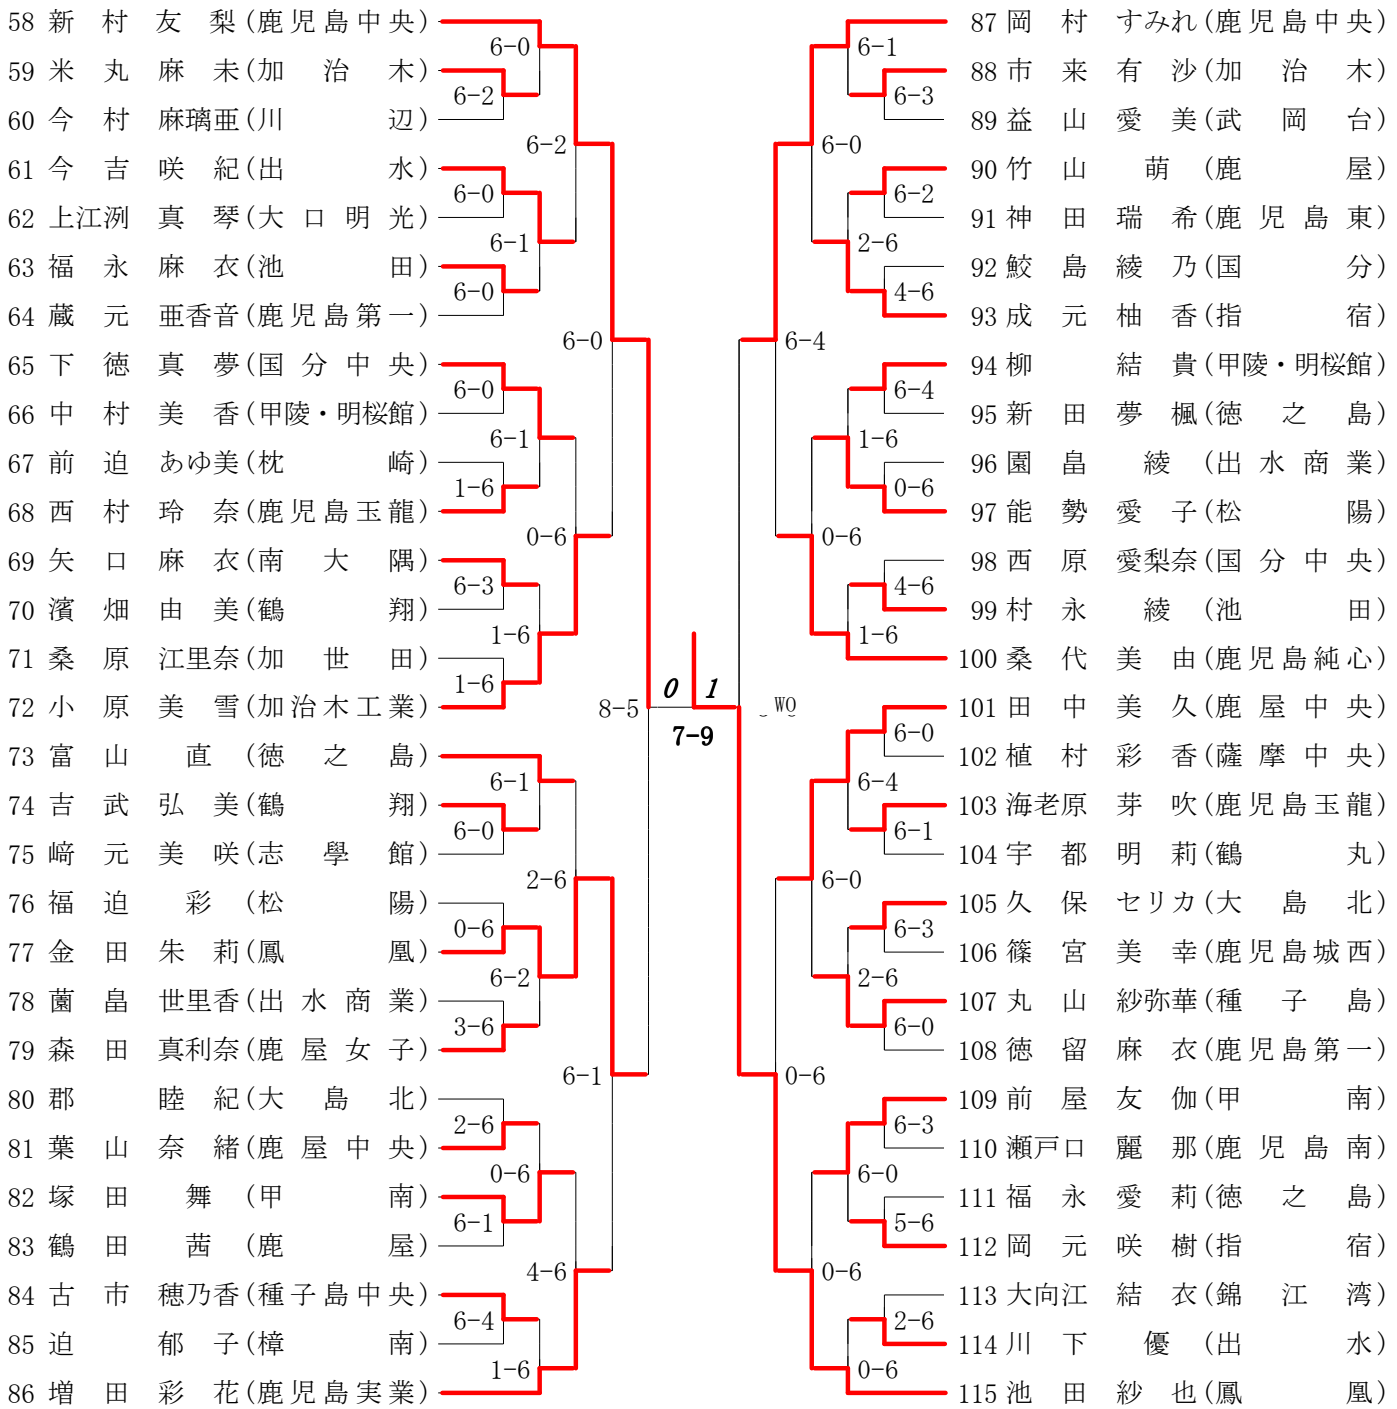 58 新村友梨(鹿児島中央)
6-0
59 米丸麻未(加治木)
6-2
60 今村麻璃亜(川辺)
6-2
61 今吉咲紀(出水)
6-0
62 上江洌真琴(大口明光)
6-1
63 福永麻衣(池田)
6-0
64 蔵元亜香音(鹿児島第一)
6-0
65 下徳真夢(国分中央)
6-0
66 中村美香(甲陵・明桜館)
6-1
67 前迫あゆ美(枕崎)
1-6
68 西村玲奈(鹿児島玉龍)
0-6
69 矢口麻衣(南大隅)
6-3
70 濱畑由美(鶴翔)
1-6
71 桑原江里奈(加世田)
1-6
72 小原美雪(加治木工業)
8-5
73 富山直(徳之島)
6-1
74 吉武弘美(鶴翔)
6-0
75 﨑元美咲(志學館)
2-6
76 福迫彩(松陽)
0-6
77 金田朱莉(鳳凰)
6-2
78 薗畠世里香(出水商業)
3-6
79 森田真利奈(鹿屋女子)
6-1
80 郡睦紀(大島北)
2-6
81 葉山奈緒(鹿屋中央)
0-6
82 塚田舞(甲南)
6-1
83 鶴田茜(鹿屋)
4-6
84 古市穂乃香(種子島中央)
6-4
85 迫郁子(樟南)
1-6
86 増田彩花(鹿児島実業)
0 1
7-9
87 岡村すみれ(鹿児島中央)
6-1
88 市来有沙(加治木)
6-3
89 益山愛美(武岡台)
6-0
90 竹山萌(鹿屋)
6-2
91 神田瑞希(鹿児島東)
2-6
92 鮫島綾乃(国分)
4-6
93 成元柚香(指宿)
6-4
94 柳結貴(甲陵・明桜館)
6-4
95 新田夢楓(徳之島)
1-6
96 園畠綾(出水商業)
0-6
97 能勢愛子(松陽)
0-6
98 西原愛梨奈(国分中央)
4-6
99 村永綾(池田)
1-6
100 桑代美由(鹿児島純心)
WO
101 田中美久(鹿屋中央)
6-0
102 植村彩香(薩摩中央)
6-4
103 海老原芽吹(鹿児島玉龍)
6-1
104 宇都明莉(鶴丸)
6-0
105 久保セリカ(大島北)
6-3
106 篠宮美幸(鹿児島城西)
2-6
107 丸山紗弥華(種子島)
6-0
108 徳留麻衣(鹿児島第一)
0-6
109 前屋友伽(甲南)
6-3
110 瀬戸口麗那(鹿児島南)
6-0
111 福永愛莉(徳之島)
5-6
112 岡元咲樹(指宿)
0-6
113 大向江結衣(錦江湾)
2-6
114 川下優(出水)
0-6
115 池田紗也(鳳凰)